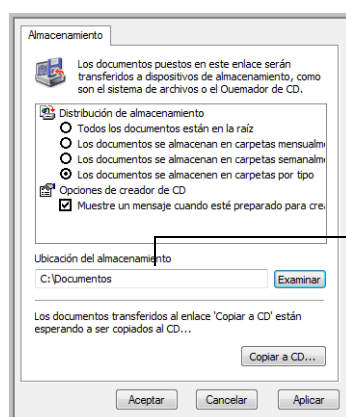 Almacenamiento
Los documentos puestos en este enlace serán
transferidos a dispositivos de almacenamiento, como
son el sistema de archivos o el Quemador de CD.
Distribución de almacenamiento
Todos los documentos están en la raíz
Los documentos se almacenan en carpetas mensualm
Los documentos se almacenen en carpetas semanalm
Los documentos se almacenen en carpetas por tipo
Opciones de creador de CD
Muestre un mensaje cuando esté preparado para crea
Ubicación del almacenamiento
C:\Documentos
Examinar
Los documentos transferidos al enlace 'Copiar a CD' están
esperando a ser copiados al CD...
Copiar a CD...
Aceptar
Cancelar
Aplicar